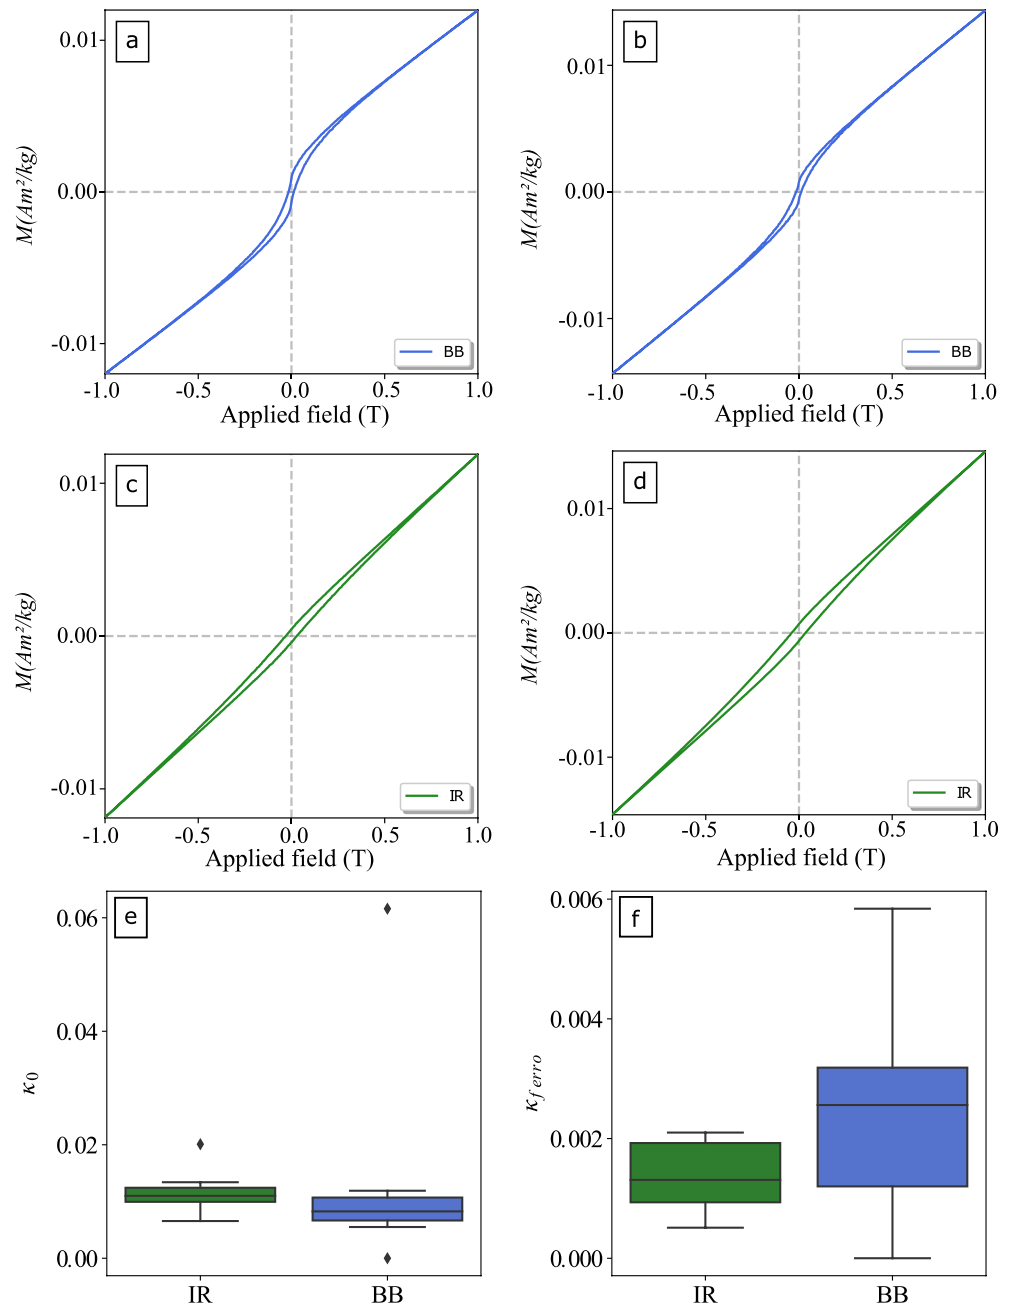 a
0.01
0.00
-0.01
M(Am²/kg)
BB
-1.0 -0.5 0.0 0.5 1.0
Applied field (T)
b
0.01
0.00
-0.01
M(Am²/kg)
BB
-1.0 -0.5 0.0 0.5 1.0
Applied field (T)
c
0.01
0.00
-0.01
M(Am²/kg)
IR
-1.0 -0.5 0.0 0.5 1.0
Applied field (T)
d
0.01
0.00
-0.01
M(Am²/kg)
IR
-1.0 -0.5 0.0 0.5 1.0
Applied field (T)
e
0.06
0.04
0.02
0.00
κ0
IR BB
f
0.006
0.004
0.002
0.000
κferro
IR BB